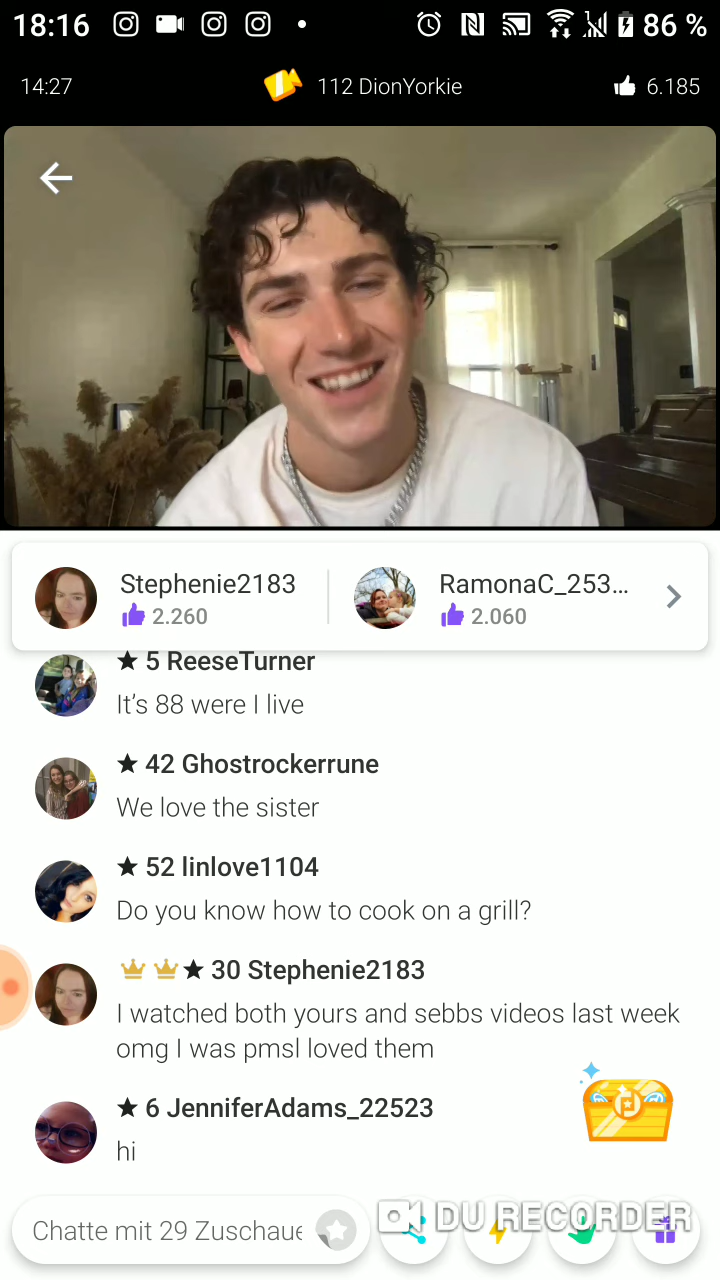 18:16
86 %
14:27
112 DionYorkie
6.185
Stephenie2183
2.260
RamonaC_253...
2.060
★ 5 ReeseTurner
It's 88 were I live
★ 42 Ghostrockerrune
We love the sister
★ 52 linlove1104
Do you know how to cook on a grill?
★ 30 Stephenie2183
I watched both yours and sebbs videos last week
omg I was pmsl loved them
★ 6 JenniferAdams_22523
hi
Chatte mit 29 Zuschaue
DU RECORDER